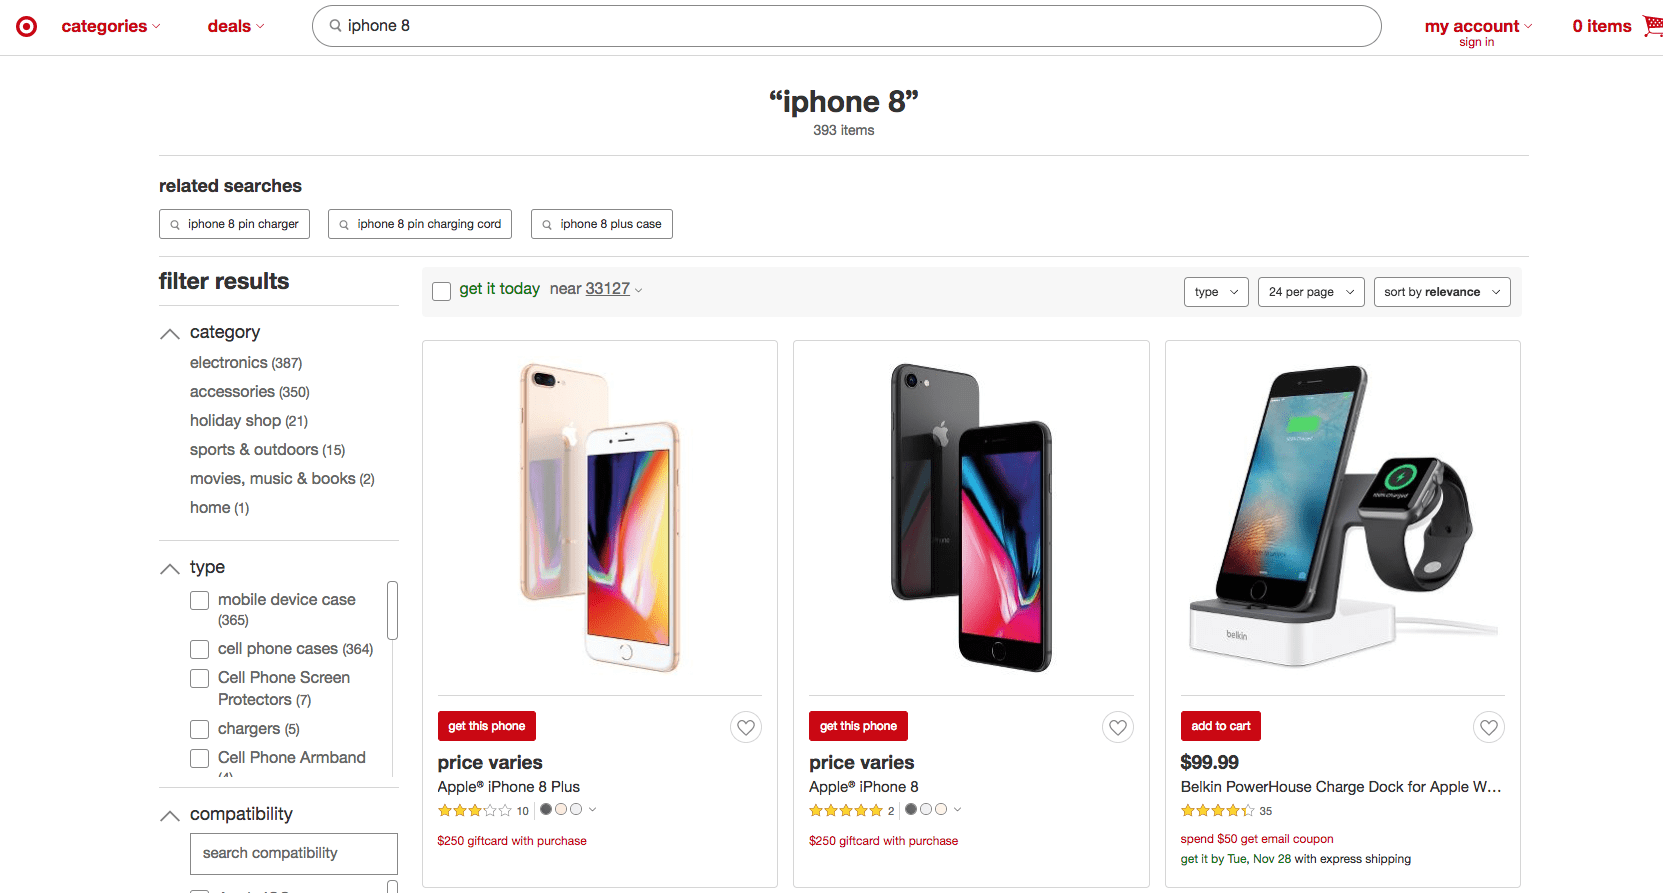 categories
deals
iphone 8
my account
sign in
0 items
“iphone 8”
393 items
related searches
iphone 8 pin charger
iphone 8 pin charging cord
iphone 8 plus case
filter results
get it today near 33127
type
24 per page
sort by relevance
category
electronics (387)
accessories (350)
holiday shop (21)
sports & outdoors (15)
movies, music & books (2)
home (1)
type
mobile device case
(365)
cell phone cases (364)
Cell Phone Screen
Protectors (7)
chargers (5)
Cell Phone Armband
compatibility
search compatibility
belkin
get this phone
price varies
Apple® iPhone 8 Plus
10
$250 giftcard with purchase
get this phone
price varies
Apple® iPhone 8
2
$250 giftcard with purchase
add to cart
$99.99
Belkin PowerHouse Charge Dock for Apple W...
35
spend $50 get email coupon
get it by Tue, Nov 28 with express shipping